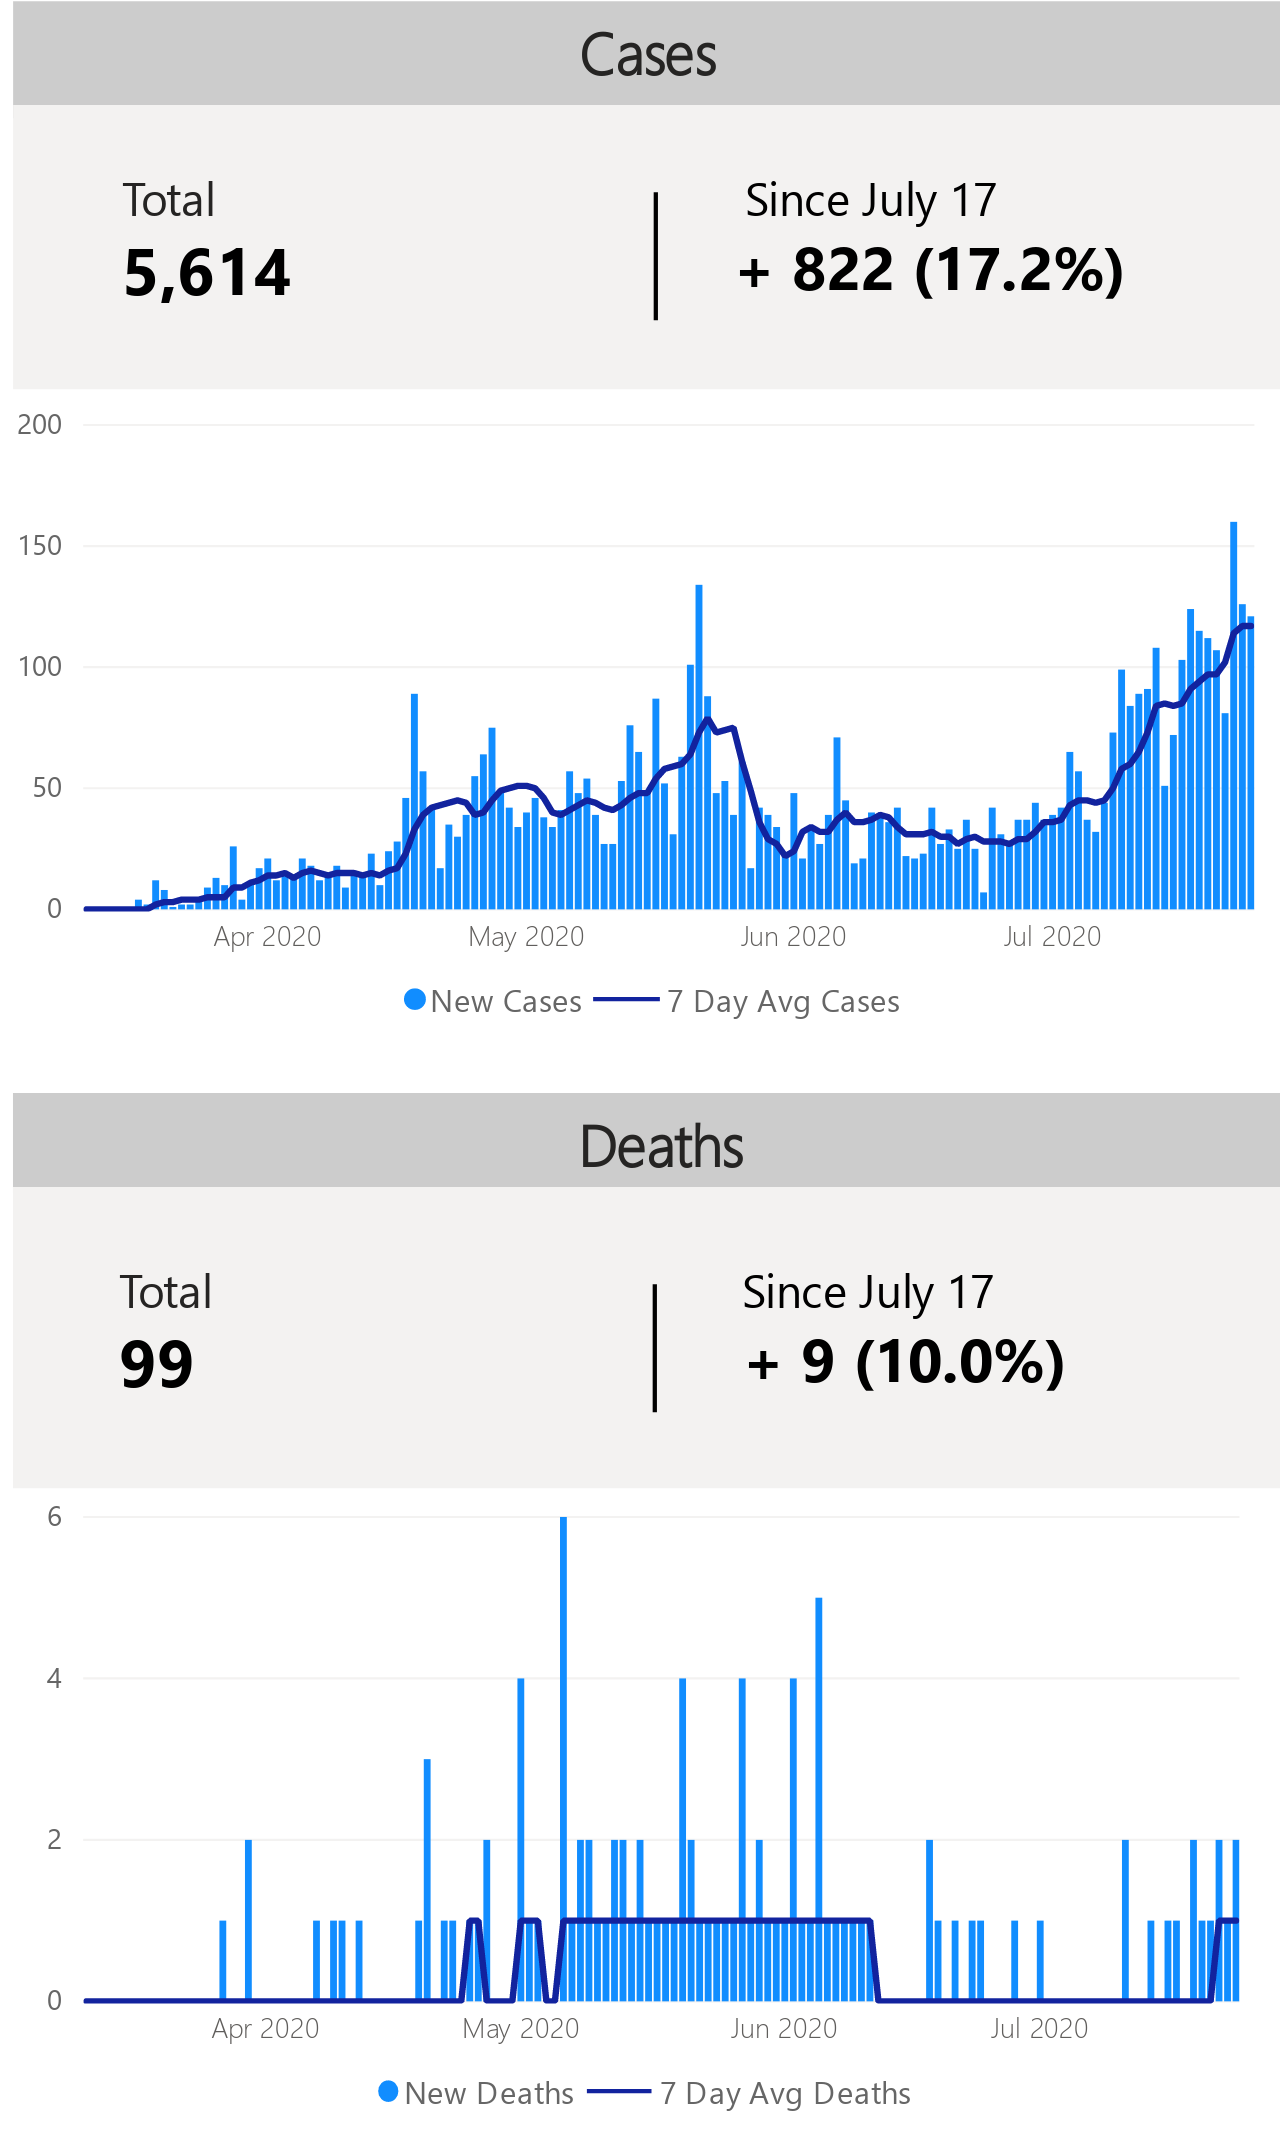 Cases
Total
Since July 17
5,614
+ 822 (17.2%)
200
150
100
50
0
Apr 2020
May 2020
Jun 2020
Jul 2020
New Cases
7 Day Avg Cases
Deaths
Total
Since July 17
99
+ 9 (10.0%)
6
4
2
0
Apr 2020
May 2020
Jun 2020
Jul 2020
New Deaths
7 Day Avg Deaths